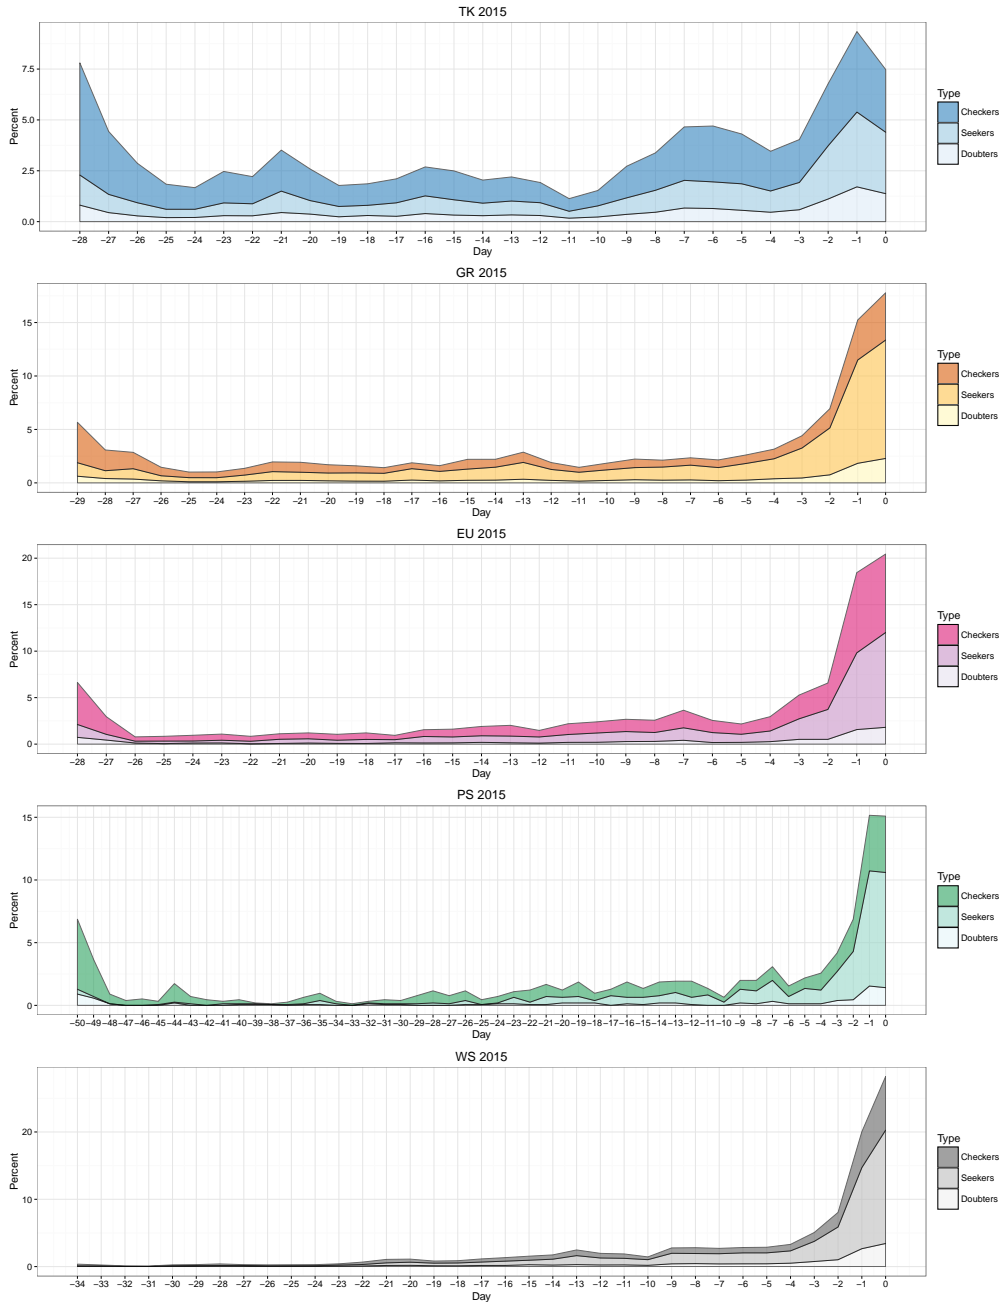 TK 2015
7.5
5.0
2.5
0.0
Percent
−28 −27 −26 −25 −24 −23 −22 −21 −20 −19 −18 −17 −16 −15 −14 −13 −12 −11 −10 −9 −8 −7 −6 −5 −4 −3 −2 −1 0
Day
Type
Checkers
Seekers
Doubters
GR 2015
15
10
5
0
Percent
−29 −28 −27 −26 −25 −24 −23 −22 −21 −20 −19 −18 −17 −16 −15 −14 −13 −12 −11 −10 −9 −8 −7 −6 −5 −4 −3 −2 −1 0
Day
Type
Checkers
Seekers
Doubters
EU 2015
20
15
10
5
0
Percent
−28 −27 −26 −25 −24 −23 −22 −21 −20 −19 −18 −17 −16 −15 −14 −13 −12 −11 −10 −9 −8 −7 −6 −5 −4 −3 −2 −1 0
Day
Type
Checkers
Seekers
Doubters
PS 2015
15
10
5
0
Percent
−50 −49 −48 −47 −46 −45 −44 −43 −42 −41 −40 −39 −38 −37 −36 −35 −34 −33 −32 −31 −30 −29 −28 −27 −26 −25 −24 −23 −22 −21 −20 −19 −18 −17 −16 −15 −14 −13 −12 −11 −10 −9 −8 −7 −6 −5 −4 −3 −2 −1 0
Day
Type
Checkers
Seekers
Doubters
WS 2015
20
10
0
Percent
−34 −33 −32 −31 −30 −29 −28 −27 −26 −25 −24 −23 −22 −21 −20 −19 −18 −17 −16 −15 −14 −13 −12 −11 −10 −9 −8 −7 −6 −5 −4 −3 −2 −1 0
Day
Type
Checkers
Seekers
Doubters